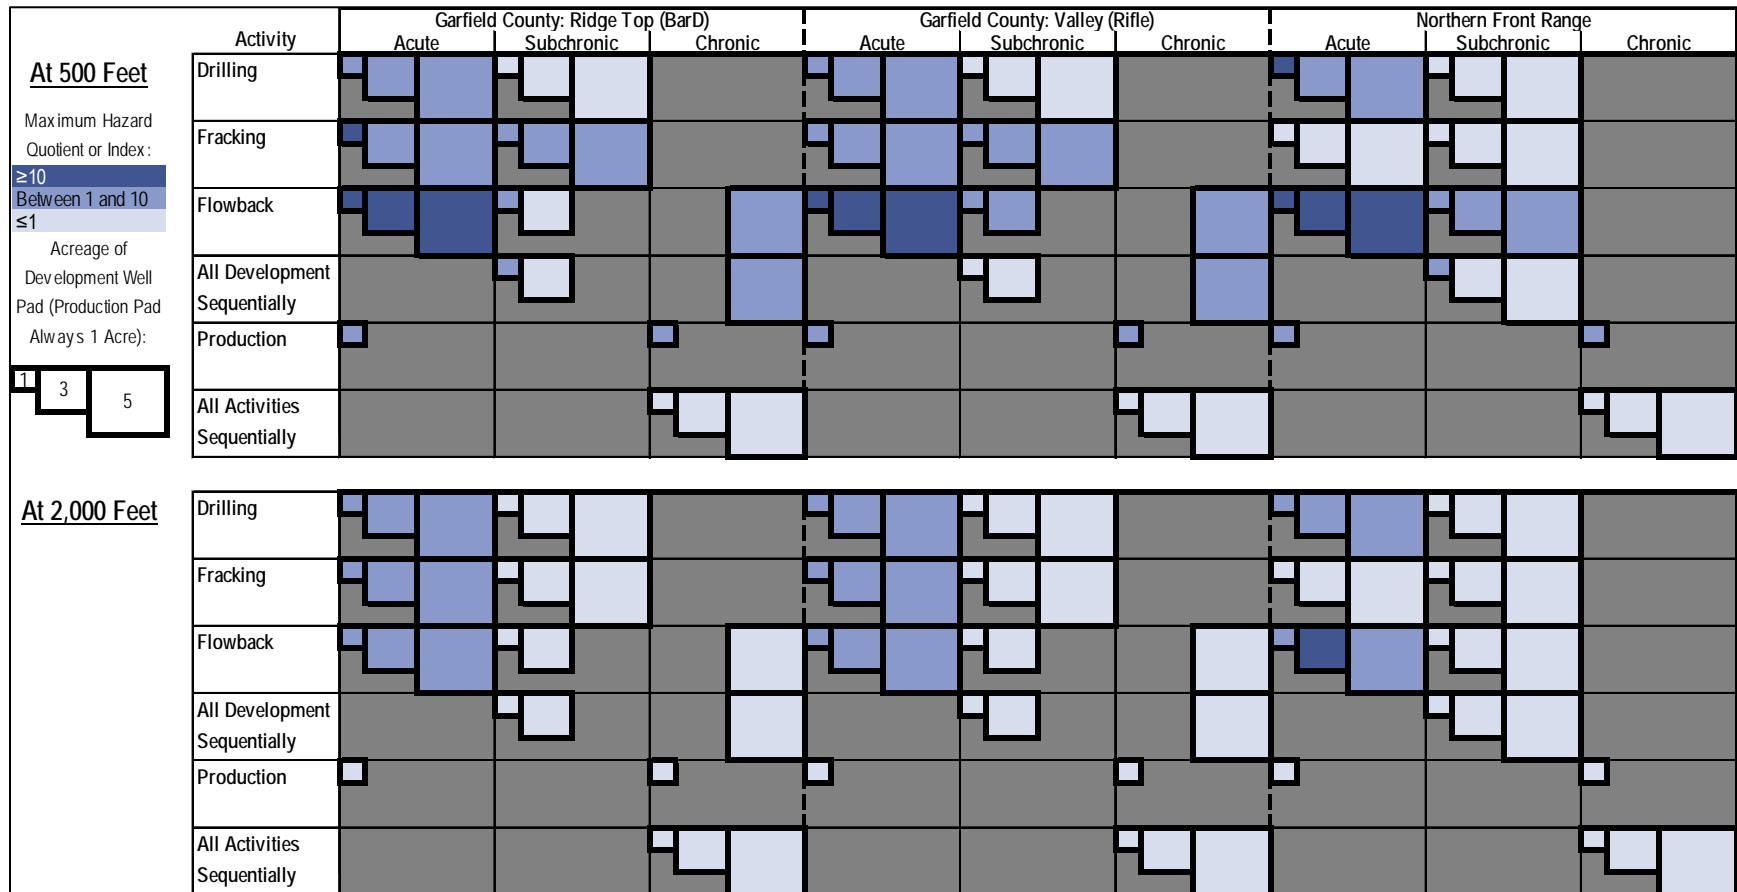 Garfield County: Ridge Top (BarD) Garfield County: Valley (Rifle) Northern Front Range
Activity Acute Subchronic Chronic Acute Subchronic Chronic Acute Subchronic Chronic
At 500 Feet
Maximum Hazard
Quotient or Index:
≥10
Between 1 and 10
≤1
Acreage of
Development Well
Pad (Production Pad
Always 1 Acre):
1 3 5
Drilling
Fracking
Flowback
All Development
Sequentially
Production
All Activities
Sequentially
At 2,000 Feet
Drilling
Fracking
Flowback
All Development
Sequentially
Production
All Activities
Sequentially